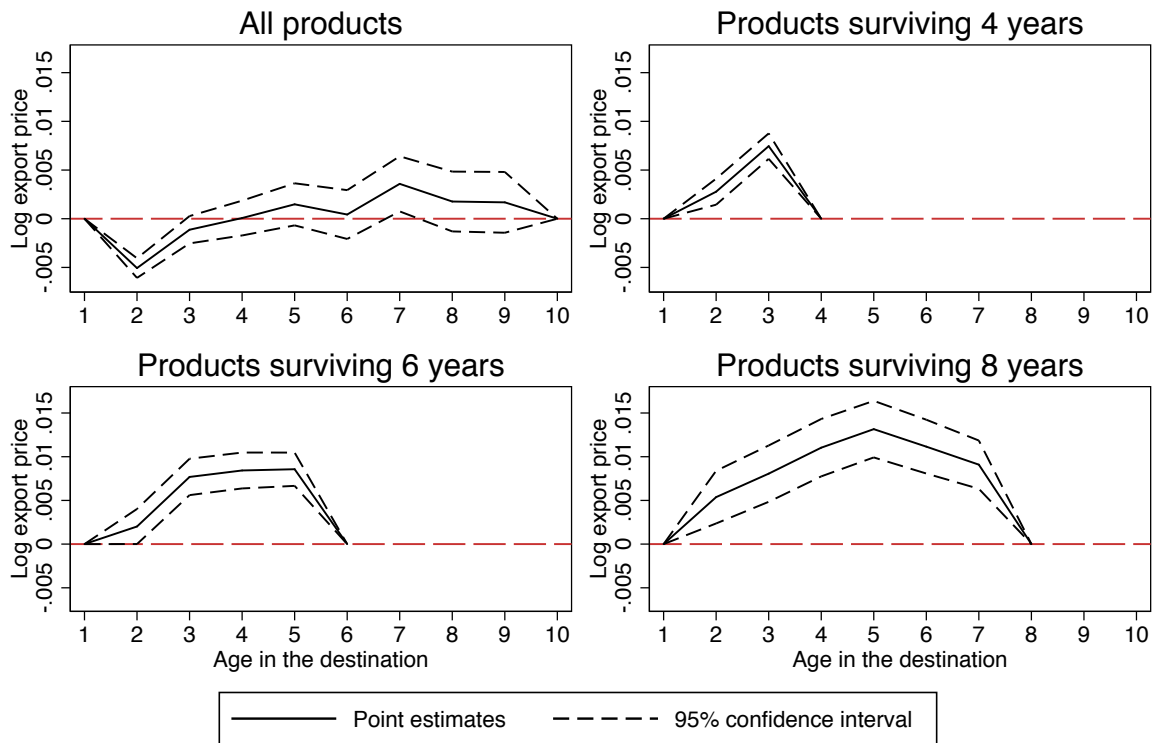 All products
Log export price
-.005 0 .005 .01 .015
1 2 3 4 5 6 7 8 9 10
Products surviving 4 years
Log export price
-.005 0 .005 .01 .015
1 2 3 4 5 6 7 8 9 10
Products surviving 6 years
Log export price
-.005 0 .005 .01 .015
1 2 3 4 5 6 7 8 9 10
Age in the destination
Products surviving 8 years
Log export price
-.005 0 .005 .01 .015
1 2 3 4 5 6 7 8 9 10
Age in the destination
Point estimates 95% confidence interval